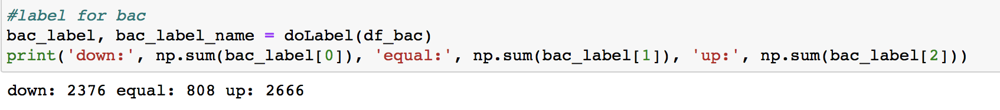 #label for bac
bac_label, bac_label_name = doLabel(df_bac)
print('down:', np.sum(bac_label[0]), 'equal:', np.sum(bac_label[1]), 'up:', np.sum(bac_label[2]))
down: 2376 equal: 808 up: 2666